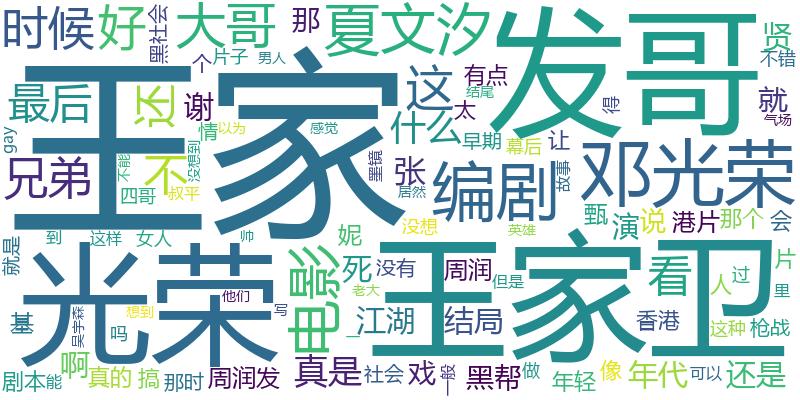 时候
好
黑社会
大哥
那
夏文汐
发哥
贤
不错
个
片子
男人
王家
这
有点
结尾
太
得
就
气场
最后
还
谢
情
以为
没想到
感觉
什么
早期
幕后
让
gay
兄弟
不
不能
四哥
叔平
墨镜
居然
张
编剧
故事
邓光荣
就是
到
这样
女人
帅
妮
没想
英雄
甄
演
说
港片
那个
会
光荣
电影
死
没有
周润
但是
王家卫
看
人
过
片
里
基
吴宇森
吗
想到
他们
写
老大
一
江湖
结局
香港
这种
枪战
啊
剧本
能
真的
搞
那时
周润发
真是
社会
戏
一般
黑帮
做
年轻
像
年代
可以
还是